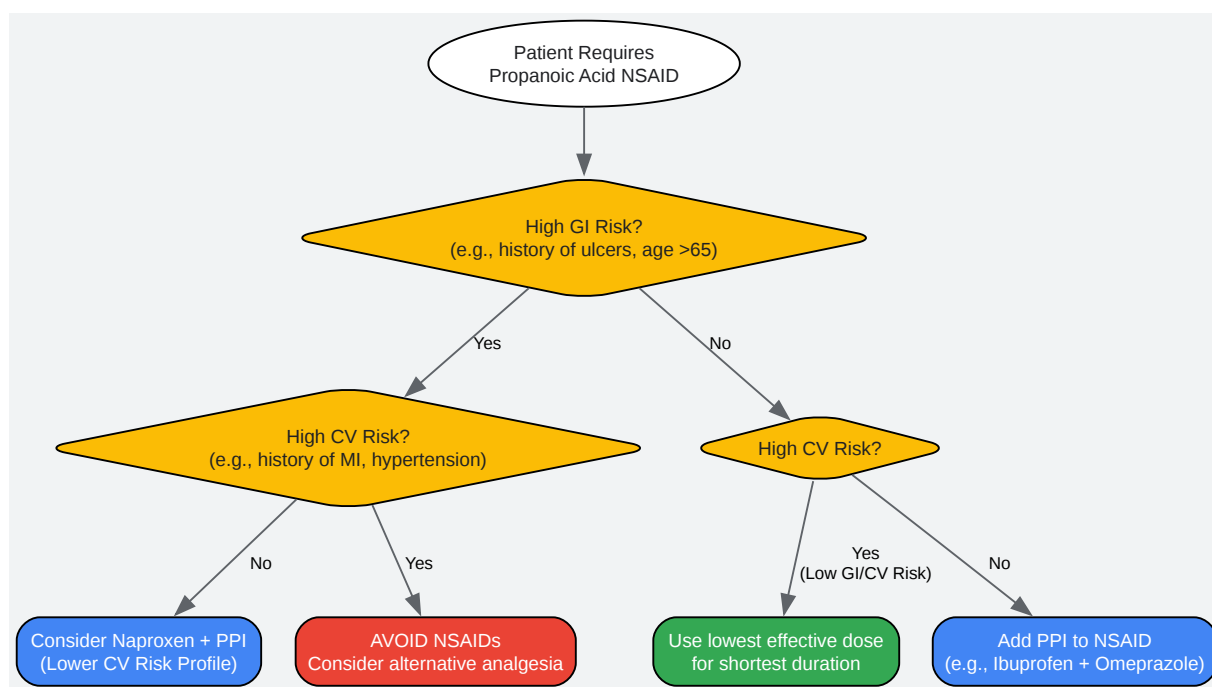 Patient Requires
Propanoic Acid NSAID
High GI Risk?
(e.g., history of ulcers, age >65)
Yes
No
High CV Risk?
(e.g., history of MI, hypertension)
High CV Risk?
No
Yes
Yes
(Low GI/CV Risk)
No
Consider Naproxen + PPI
(Lower CV Risk Profile)
AVOID NSAIDs
Consider alternative analgesia
Use lowest effective dose
for shortest duration
Add PPI to NSAID
(e.g., Ibuprofen + Omeprazole)